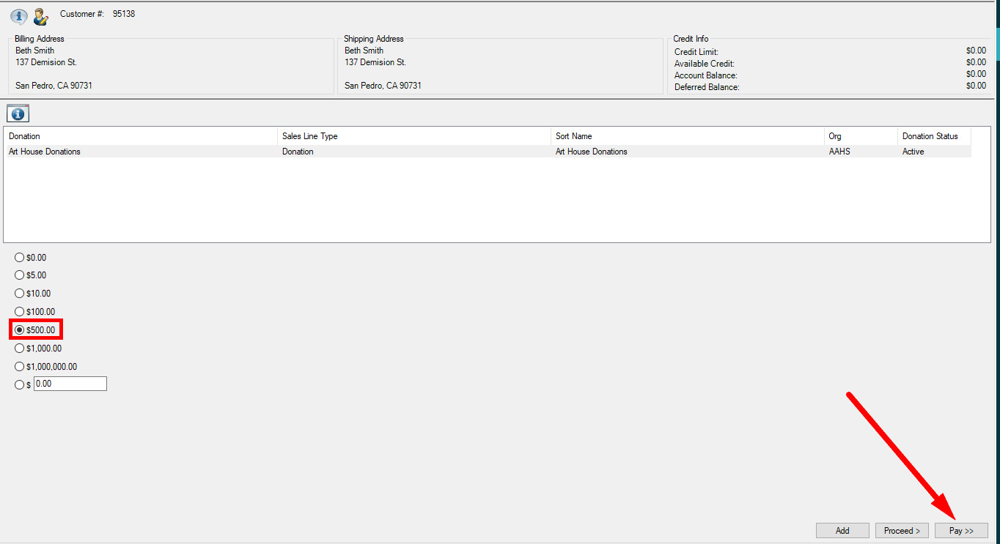 Customer #: 95138
Billing Address
Beth Smith
137 Demision St.
San Pedro, CA 90731
Shipping Address
Beth Smith
137 Demision St.
San Pedro, CA 90731
Credit Info
Credit Limit: $0.00
Available Credit: $0.00
Account Balance: $0.00
Deferred Balance: $0.00
Donation Sales Line Type Sort Name Org Donation Status
Art House Donations Donation Art House Donations AAHS Active
$0.00
$5.00
$10.00
$100.00
$500.00
$1,000.00
$1,000,000.00
$ 0.00
Add Proceed > Pay >>